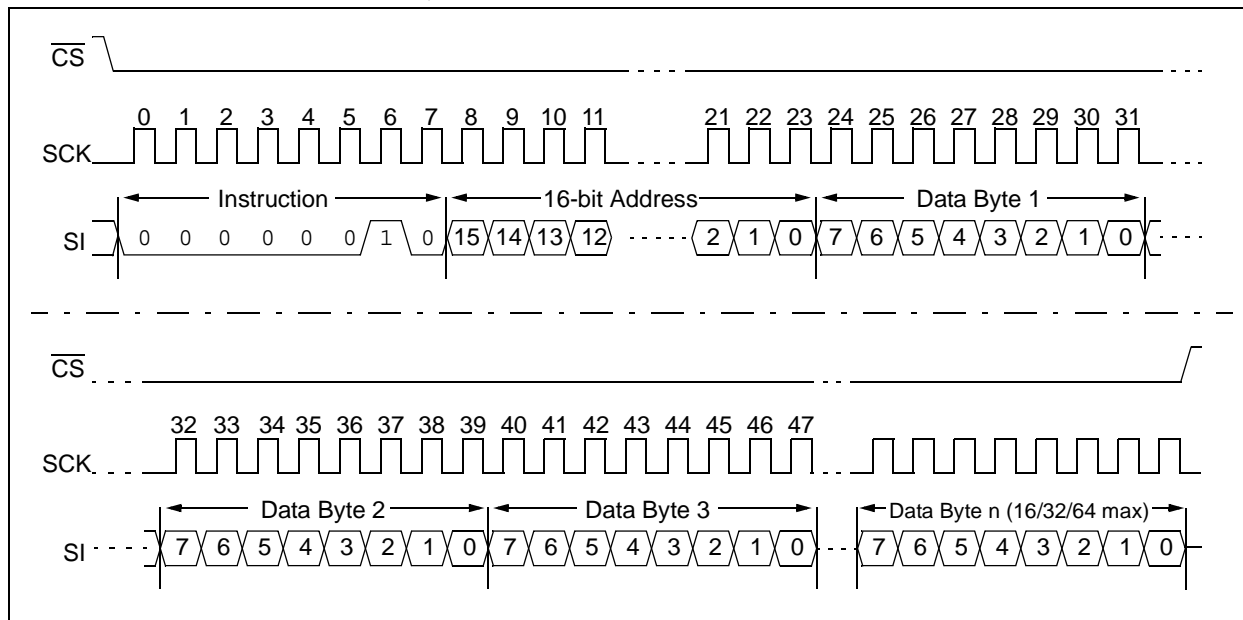 CS
0 1 2 3 4 5 6 7 8 9 10 11 21 22 23 24 25 26 27 28 29 30 31
SCK
Instruction 16-bit Address Data Byte 1
SI 0 0 0 0 0 0 1 0 15 14 13 12 2 1 0 7 6 5 4 3 2 1 0
CS
32 33 34 35 36 37 38 39 40 41 42 43 44 45 46 47
SCK
Data Byte 2 Data Byte 3 Data Byte n (16/32/64 max)
SI 7 6 5 4 3 2 1 0 7 6 5 4 3 2 1 0 7 6 5 4 3 2 1 0